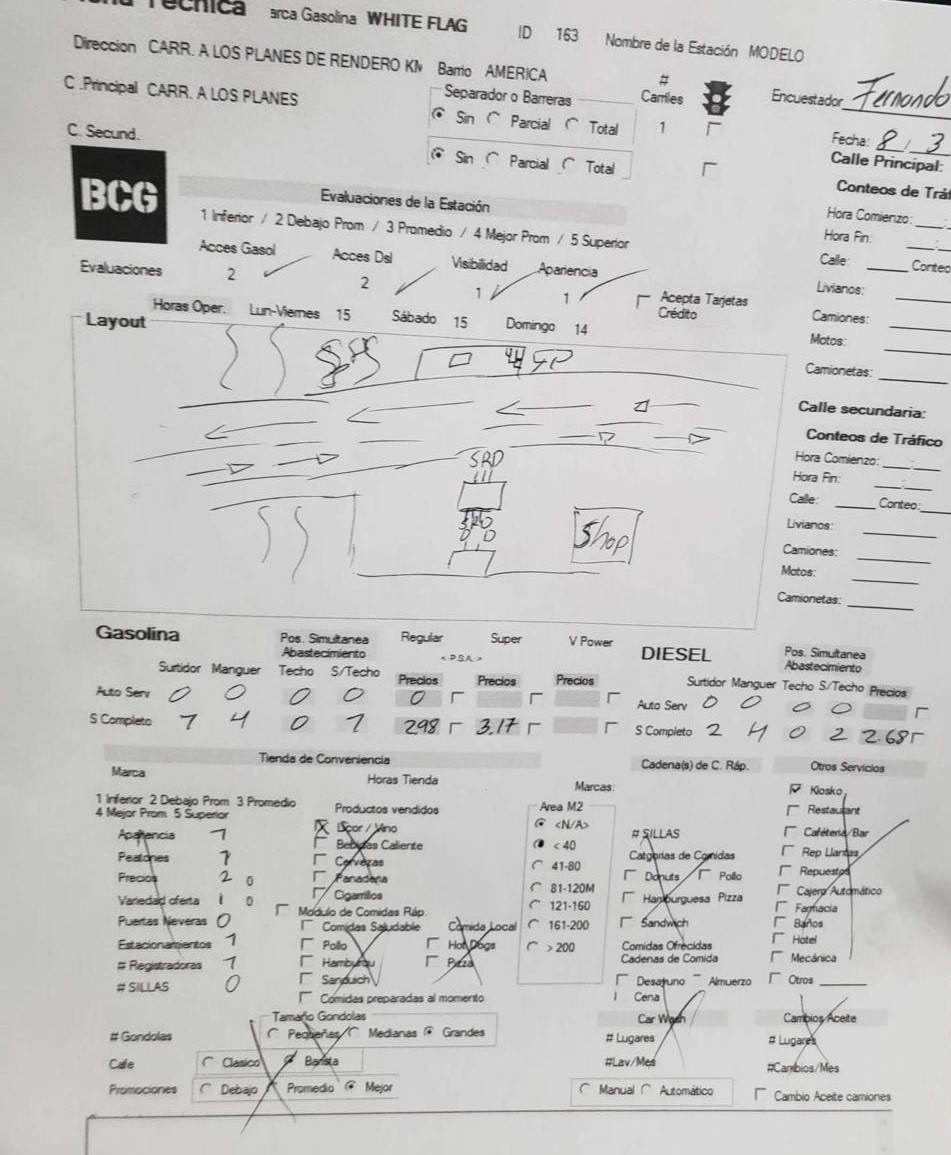 Técnica arca Gasolina WHITE FLAG ID 163 Nombre de la Estación MODELO
Direccion CARR. A LOS PLANES DE RENDERO KM Barrio AMERICA
C .Principal CARR. A LOS PLANES
Separador o Barreras # Carriles Encuestador Fernando
Sin Parcial Total 1
Fecha: 8, 3
C. Secund. Sin Parcial Total
Calle Principal:
Conteos de Tráf
BCG
Evaluaciones de la Estación
1 Inferior / 2 Debajo Prom / 3 Promedio / 4 Mejor Prom / 5 Superior
Hora Comienzo:
Hora Fin:
Calle: Conteo
Livianos:
Camiones:
Motos:
Camionetas:
Acces Gasol Acces Dsl Visibilidad Apariencia
Evaluaciones 2 2 1 1
Acepta Tarjetas
Crédito
Horas Oper. Lun-Viernes 15 Sábado 15 Domingo 14
Layout
SRD
Shop
Calle secundaria:
Conteos de Tráfico
Hora Comienzo:
Hora Fin:
Calle: Conteo:
Livianos:
Camiones:
Motos:
Camionetas:
Gasolina
Pos. Simultanea
Abastecimiento
Regular Super V Power
< P.S.A. >
Surtidor Manguer Techo S/Techo Precios Precios Precios
Auto Serv 0 0 0 0 0
S Completo 1 4 0 1 298 3.17
DIESEL
Pos. Simultanea
Abastecimiento
Surtidor Manguer Techo S/Techo Precios
Auto Serv 0 0 0 0
S Completo 2 4 0 2 2.68
Tienda de Conveniencia
Marca Horas Tienda Marcas:
1 Inferior 2 Debajo Prom 3 Promedio
4 Mejor Prom 5 Superior
Apariencia 1
Peatones 1
Precios 2 0
Variedad oferta 1 0
Puertas Neveras 0
Estacionamientos 1
# Registradoras 1
# SILLAS 0
Productos vendidos
Licor / Vino
Bebidas Caliente
Cervezas
Panaderia
Cigarrillos
Modulo de Comidas Ráp.
Comidas Saludable Comida Local
Pollo Hot Dogs
Hamburgu Pizza
Sanduich
Comidas preparadas al momento
Area M2
<N/A>
< 40
41-80
81-120M
121-160
161-200
> 200
Cadena(s) de C. Ráp.
# SILLAS
Catgorias de Comidas
Donuts Pollo
Hamburguesa Pizza
Sandwich
Comidas Ofrecidas
Cadenas de Comida
Desayuno Almuerzo
Cena
Otros Servicios
Kiosko
Restaurant
Cafetería/Bar
Rep Llantas
Repuestos
Cajero Automático
Farmacia
Baños
Hotel
Mecánica
Otros
Tamaño Gondolas
# Gondolas Pequeñas Medianas Grandes
Cafe Clasico Barista
Promociones Debajo Promedio Mejor
Car Wash
# Lugares
#Lav/Mes
Manual Automático
Cambios Aceite
# Lugares
#Cambios/Mes
Cambio Aceite camiones